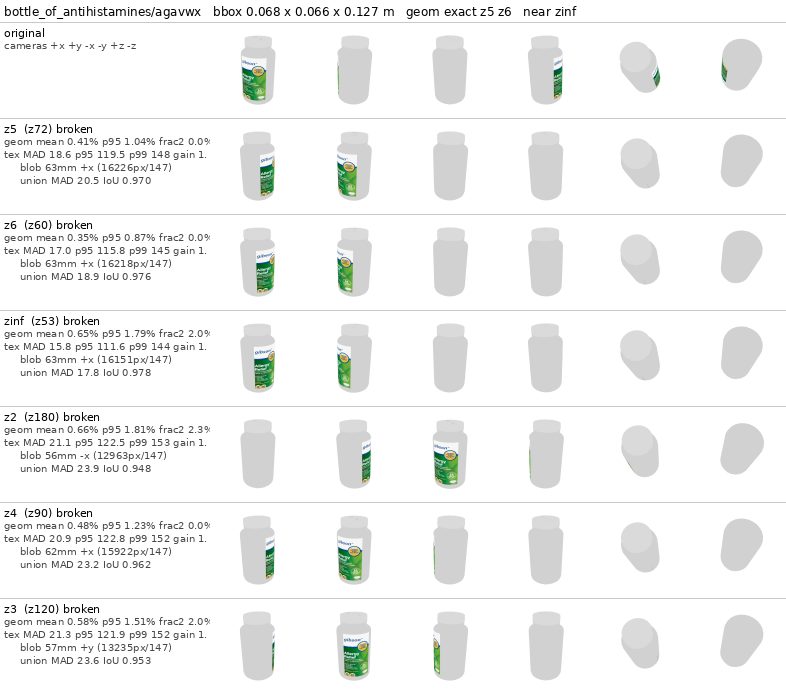 bottle_of_antihistamines/agavwx bbox 0.068 x 0.066 x 0.127 m geom exact z5 z6 near zinf
original
cameras +x +y -x -y +z -z
z5 (z72) broken
geom mean 0.41% p95 1.04% frac2 0.0%
tex MAD 18.6 p95 119.5 p99 148 gain 1.
blob 63mm +x (16226px/147)
union MAD 20.5 IoU 0.970
z6 (z60) broken
geom mean 0.35% p95 0.87% frac2 0.0%
tex MAD 17.0 p95 115.8 p99 145 gain 1.
blob 63mm +x (16218px/147)
union MAD 18.9 IoU 0.976
zinf (z53) broken
geom mean 0.65% p95 1.79% frac2 2.0%
tex MAD 15.8 p95 111.6 p99 144 gain 1.
blob 63mm +x (16151px/147)
union MAD 17.8 IoU 0.978
z2 (z180) broken
geom mean 0.66% p95 1.81% frac2 2.3%
tex MAD 21.1 p95 122.5 p99 153 gain 1.
blob 56mm -x (12963px/147)
union MAD 23.9 IoU 0.948
z4 (z90) broken
geom mean 0.48% p95 1.23% frac2 0.0%
tex MAD 20.9 p95 122.8 p99 152 gain 1.
blob 62mm +x (15922px/147)
union MAD 23.2 IoU 0.962
z3 (z120) broken
geom mean 0.58% p95 1.51% frac2 2.0%
tex MAD 21.3 p95 121.9 p99 152 gain 1.
blob 57mm +y (13235px/147)
union MAD 23.6 IoU 0.953